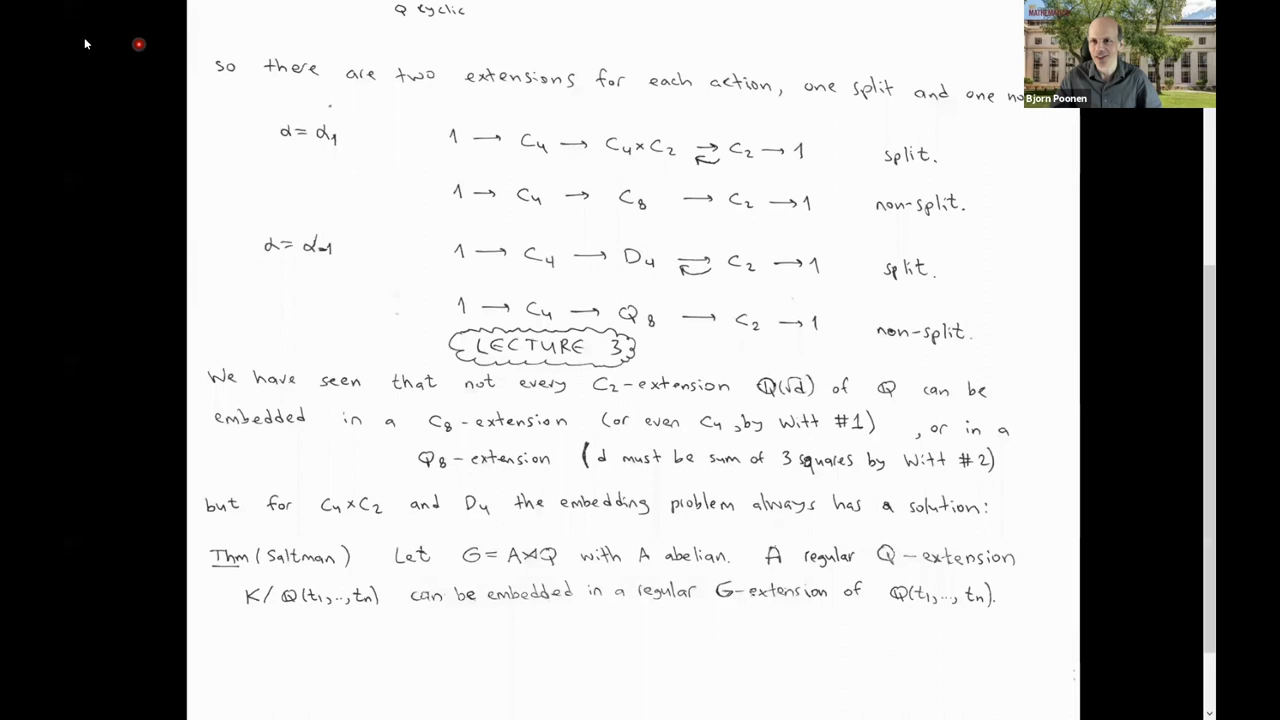 Q cyclic
MATHEMATICS
so there are two extensions for each action, one split and one no
Bjorn Poonen
α = α₁ 1 → C₄ → C₄×C₂ ⇄ C₂ → 1 split.
1 → C₄ → C₈ → C₂ → 1 non-split.
α = α₋₁ 1 → C₄ → D₄ ⇄ C₂ → 1 split.
1 → C₄ → Q₈ → C₂ → 1 non-split.
LECTURE 3
We have seen that not every C₂-extension ℚ(√d) of ℚ can be
embedded in a C₈-extension (or even C₄, by Witt #1) , or in a
Q₈-extension (d must be sum of 3 squares by Witt #2)
but for C₄×C₂ and D₄ the embedding problem always has a solution:
Thm (Saltman) Let G = A⋊Q with A abelian. A regular Q-extension
K/ℚ(t₁,..,tₙ) can be embedded in a regular G-extension of ℚ(t₁,..., tₙ).